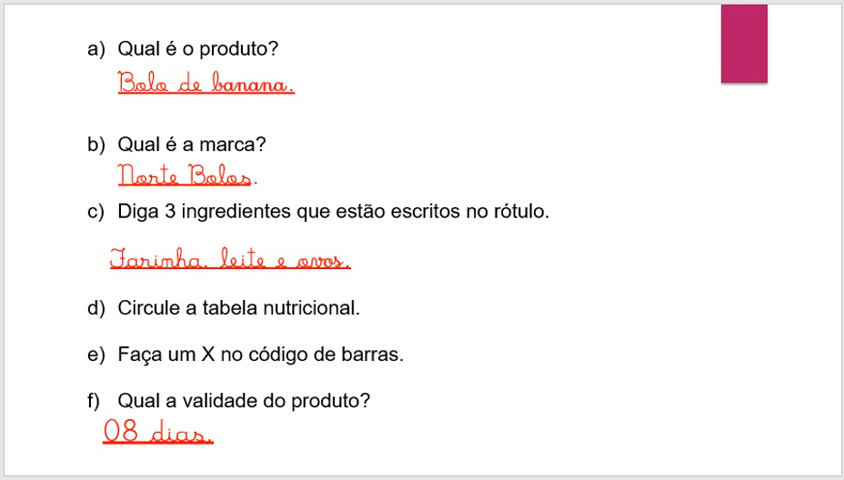 a) Qual é o produto?
Bolo de banana.
b) Qual é a marca?
Norte Bolos.
c) Diga 3 ingredientes que estão escritos no rótulo.
Farinha, leite e ovos.
d) Circule a tabela nutricional.
e) Faça um X no código de barras.
f) Qual a validade do produto?
08 dias.